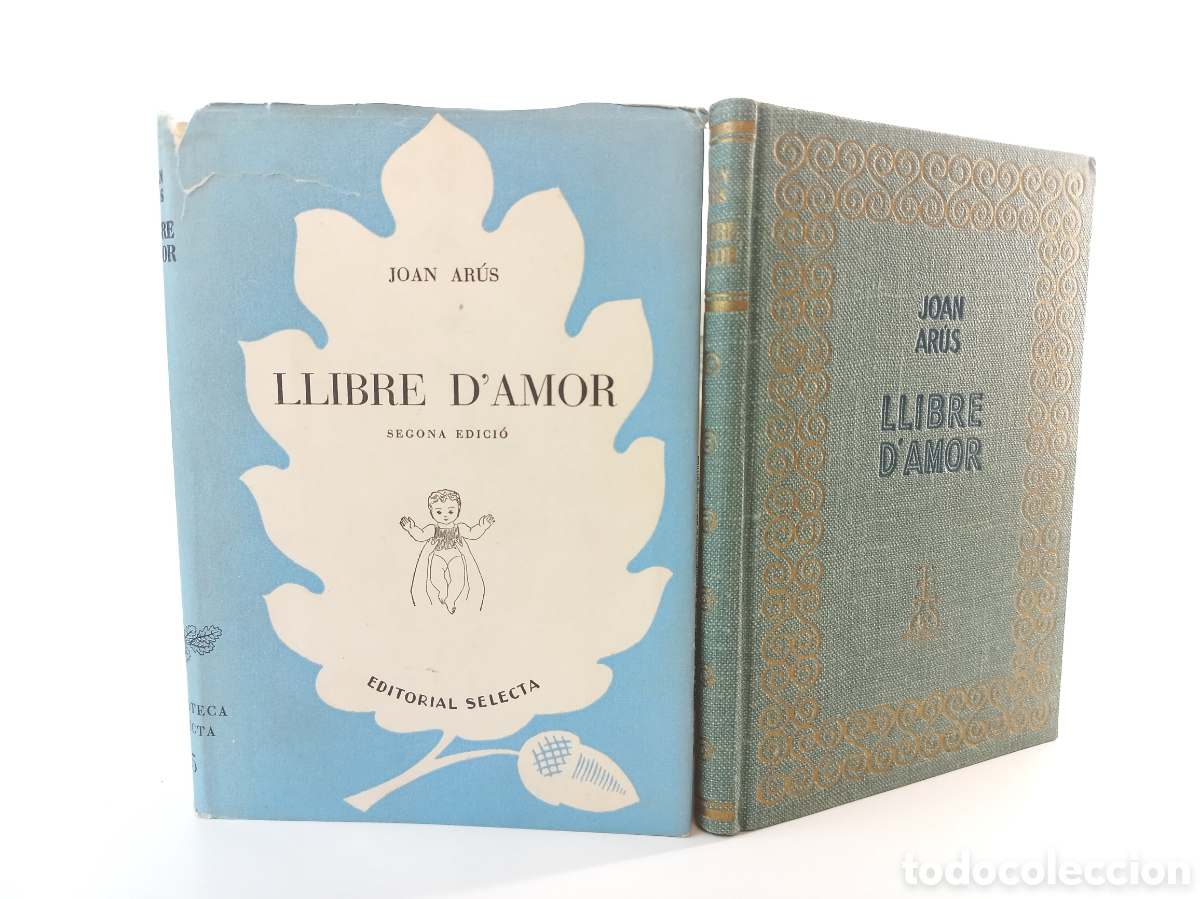 JOAN ARÚS
LLIBRE D'AMOR
SEGONA EDICIÓ
EDITORIAL SELECTA
JOAN
ARÚS
LLIBRE
D'AMOR
todocoleccion